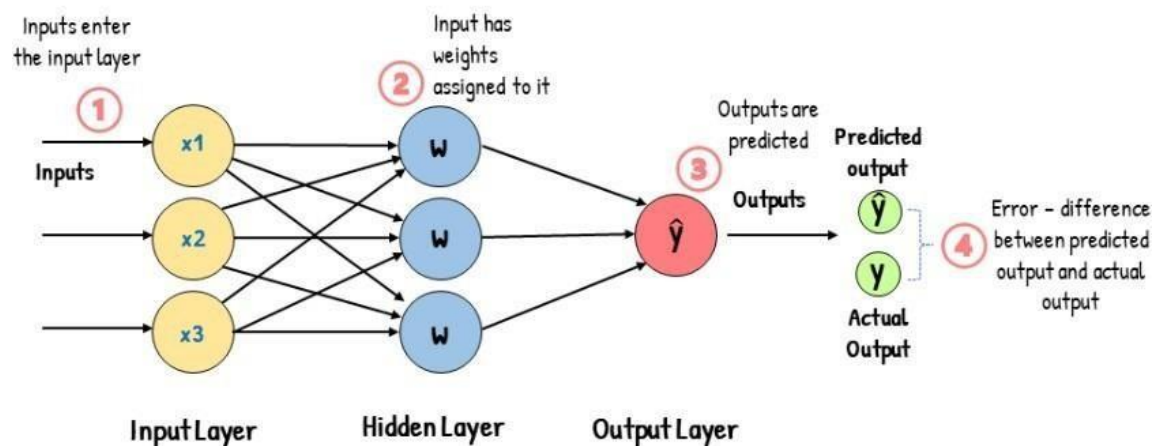 Inputs enter
the input layer
1
Inputs
x1
x2
x3
Input Layer
2
Input has
weights
assigned to it
w
w
w
Hidden Layer
3
Outputs are
predicted
ŷ
Outputs
Output Layer
Predicted
output
ŷ
y
Actual
Output
4
Error - difference
between predicted
output and actual
output